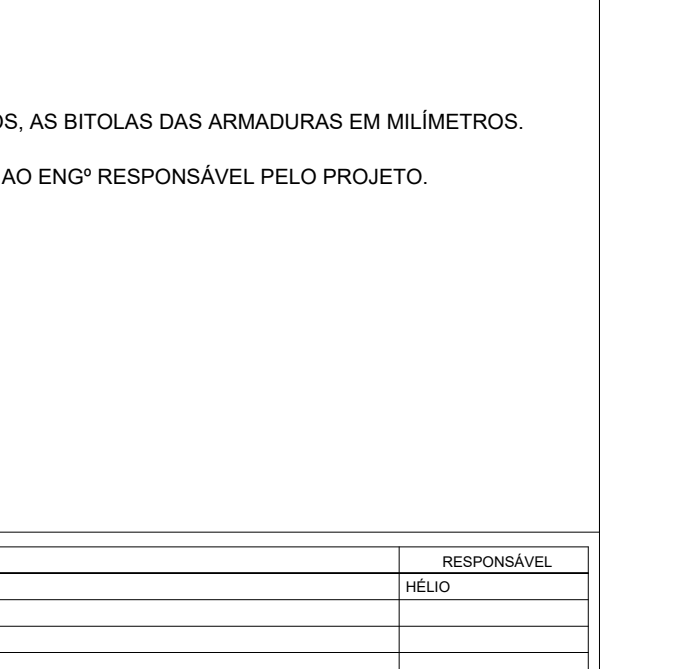 OS, AS BITOLAS DAS ARMADURAS EM MILÍMETROS.
AO ENGº RESPONSÁVEL PELO PROJETO.
RESPONSÁVEL
HÉLIO